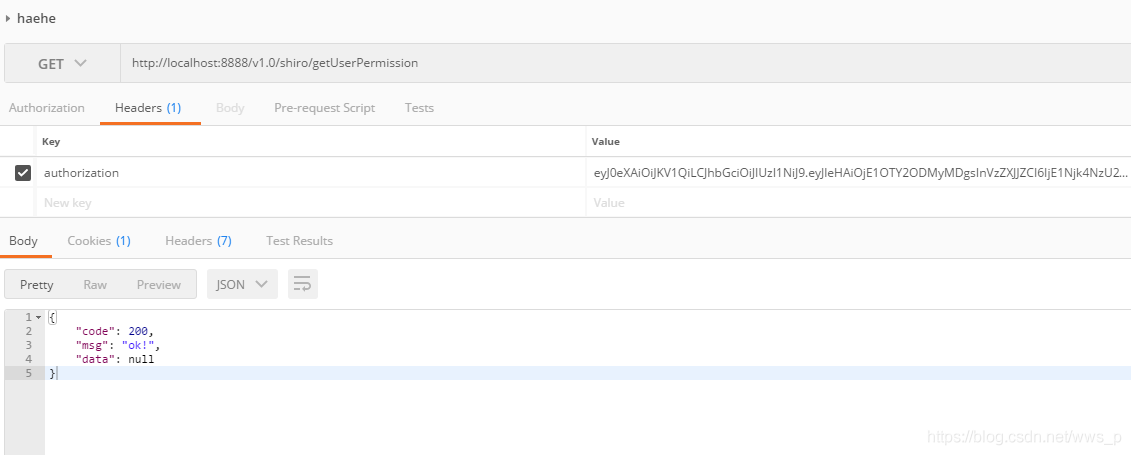 haehe
GET http://localhost:8888/v1.0/shiro/getUserPermission
Authorization Headers (1) Body Pre-request Script Tests
Key Value
authorization eyJ0eXAiOiJKV1QiLCJhbGciOiJIUzI1NiJ9.eyJleHAiOjE1OTY2ODMyMDgsInVzZXJJZCI6IjE1Njk4NzU2...
New key Value
Body Cookies (1) Headers (7) Test Results
Pretty Raw Preview JSON
1 {
2 "code": 200,
3 "msg": "ok!",
4 "data": null
5 }
https://blog.csdn.net/wws_p